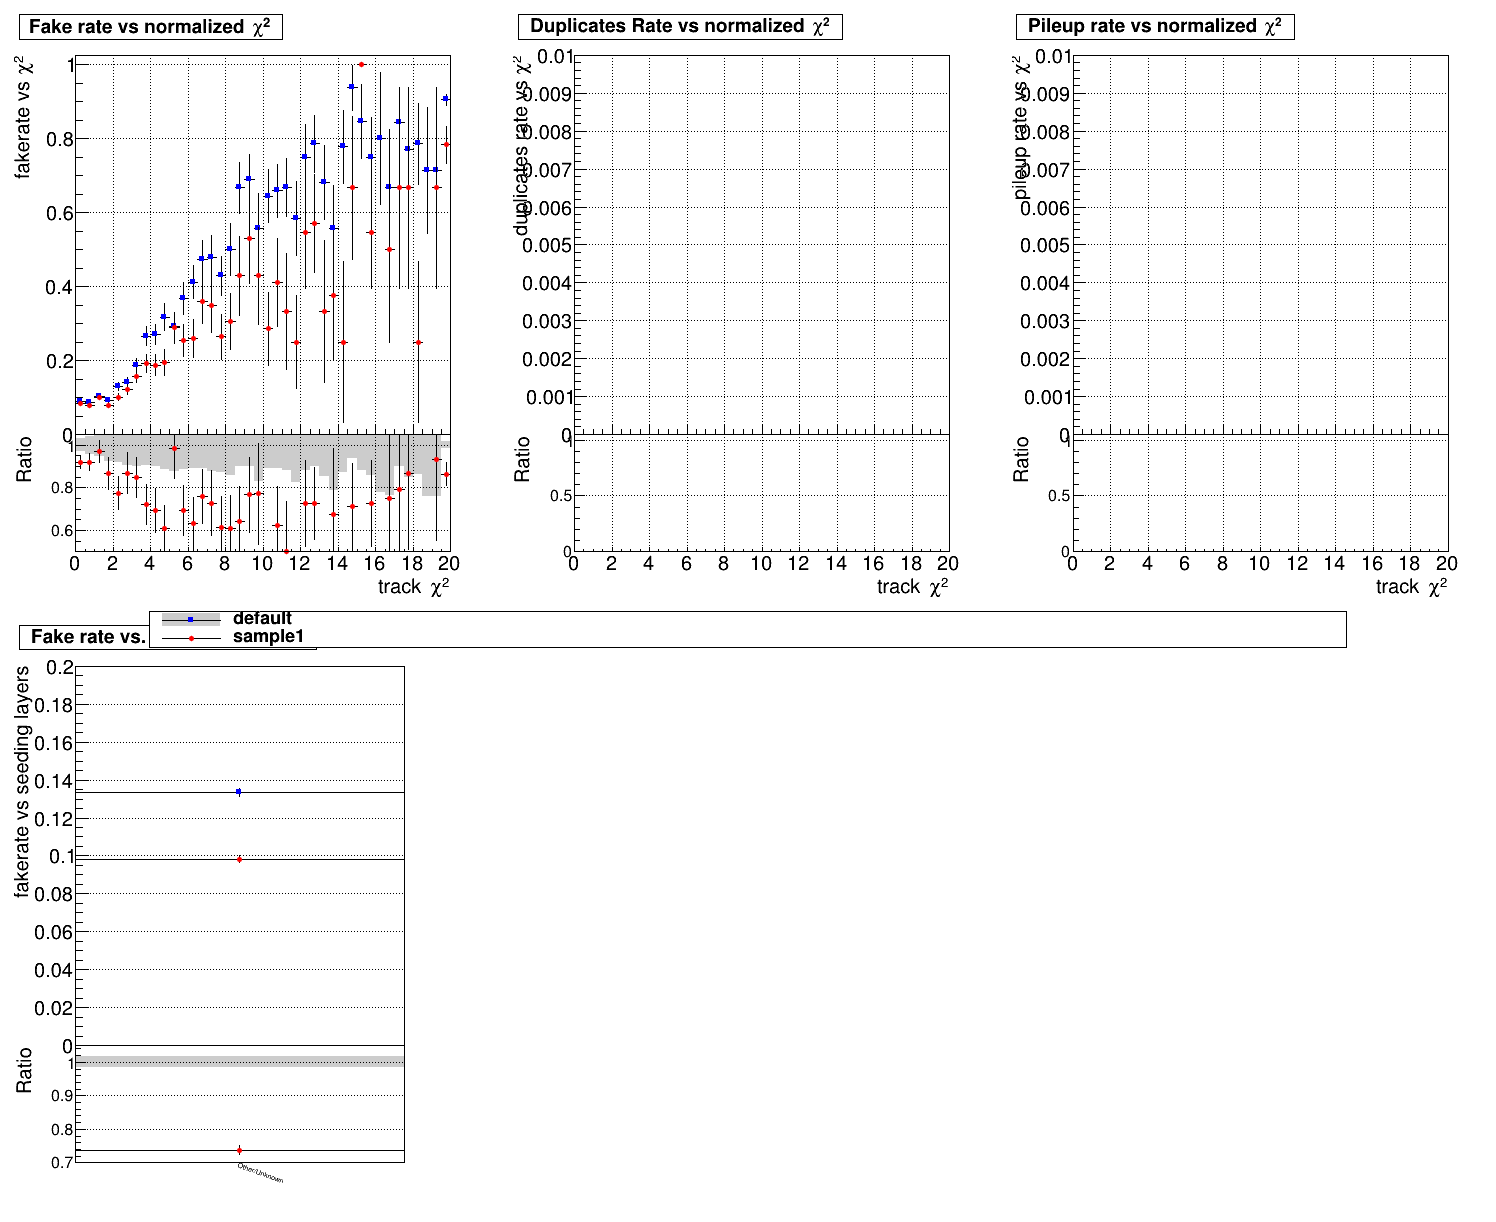 Fake rate vs normalized χ²
fakerate vs χ²
1
0.8
0.6
0.4
0.2
0
Ratio
1
0.8
0.6
0 2 4 6 8 10 12 14 16 18 20
track χ²
Duplicates Rate vs normalized χ²
duplicates rate vs χ²
0.01
0.009
0.008
0.007
0.006
0.005
0.004
0.003
0.002
0.001
0
Ratio
1
0.5
0
0 2 4 6 8 10 12 14 16 18 20
track χ²
Pileup rate vs normalized χ²
pileup rate vs χ²
0.01
0.009
0.008
0.007
0.006
0.005
0.004
0.003
0.002
0.001
0
Ratio
1
0.5
0
0 2 4 6 8 10 12 14 16 18 20
track χ²
default
sample1
Fake rate vs.
fakerate vs seeding layers
0.2
0.18
0.16
0.14
0.12
0.1
0.08
0.06
0.04
0.02
0
Ratio
1
0.9
0.8
0.7
Other/Unknown